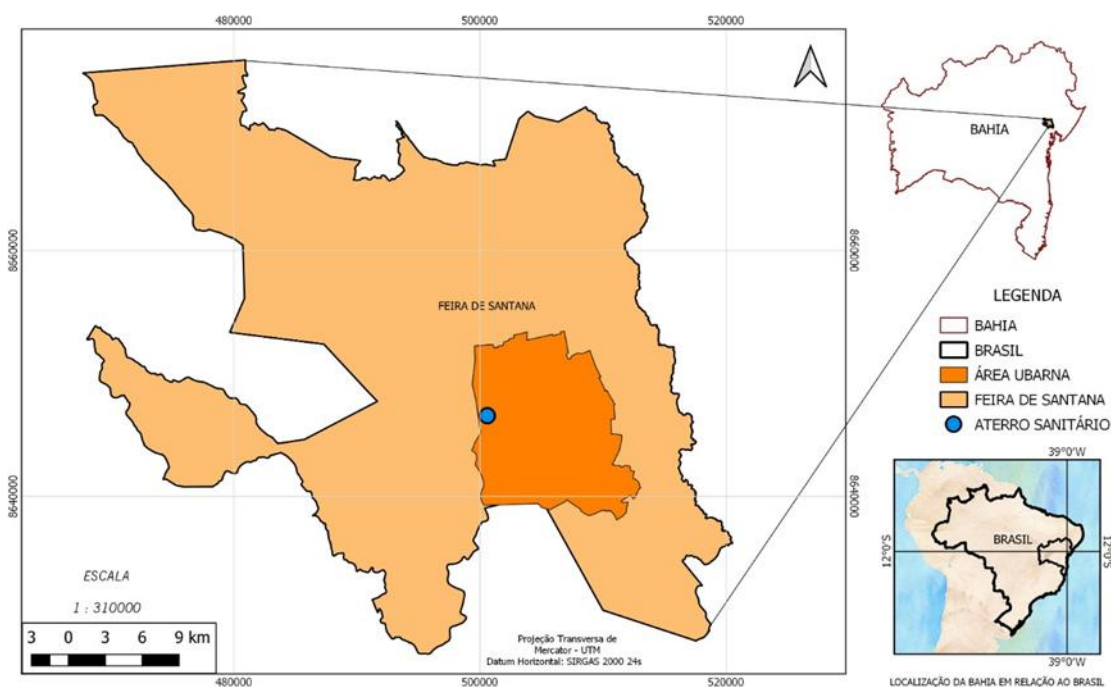 480000
500000
520000
8660000
8660000
8640000
8640000
FEIRA DE SANTANA
ESCALA
1 : 310000
3 0 3 6 9 km
Projeção Transversa de
Mercator - UTM
Datum Horizontal: SIRGAS 2000 24s
480000
500000
520000
BAHIA
LEGENDA
BAHIA
BRASIL
ÁREA UBARNA
FEIRA DE SANTANA
ATERRO SANITÁRIO
39°0'W
12°0'S
BRASIL
12°0'S
39°0'W
LOCALIZAÇÃO DA BAHIA EM RELAÇÃO AO BRASIL